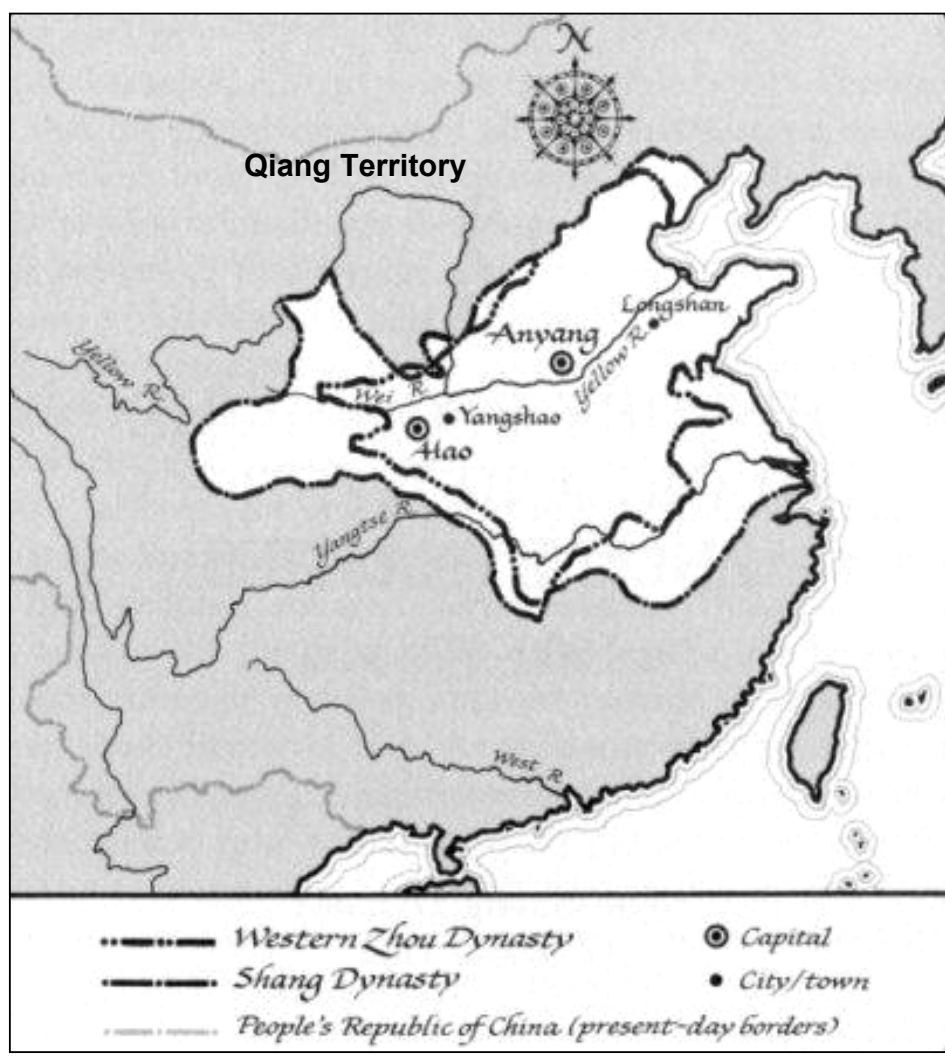 N
Qiang Territory
Longshan
Anyang
Yellow R.
Yellow R.
Wei R.
Yangshao
Hao
Yangtse R.
West R.
Western Zhou Dynasty
Capital
Shang Dynasty
City/town
People's Republic of China (present-day borders)